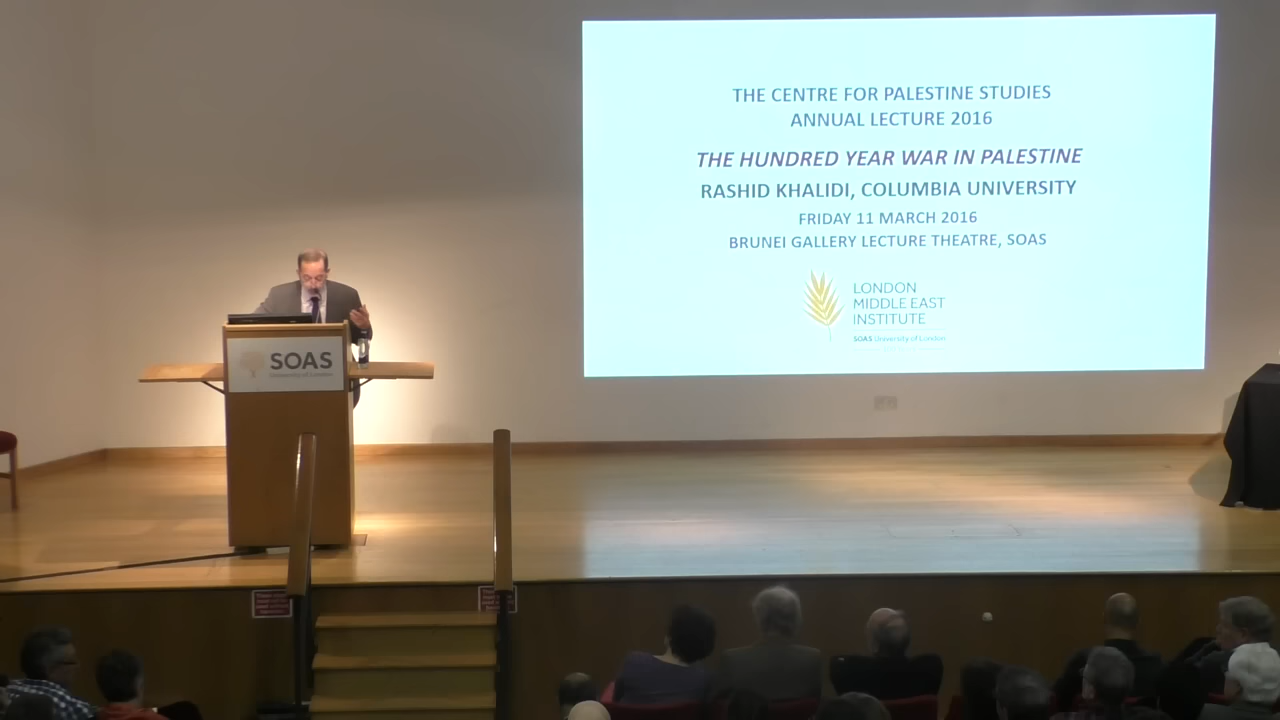 THE CENTRE FOR PALESTINE STUDIES
ANNUAL LECTURE 2016
THE HUNDRED YEAR WAR IN PALESTINE
RASHID KHALIDI, COLUMBIA UNIVERSITY
FRIDAY 11 MARCH 2016
BRUNEI GALLERY LECTURE THEATRE, SOAS
LONDON
MIDDLE EAST
INSTITUTE
SOAS University of London
SOAS
University of London